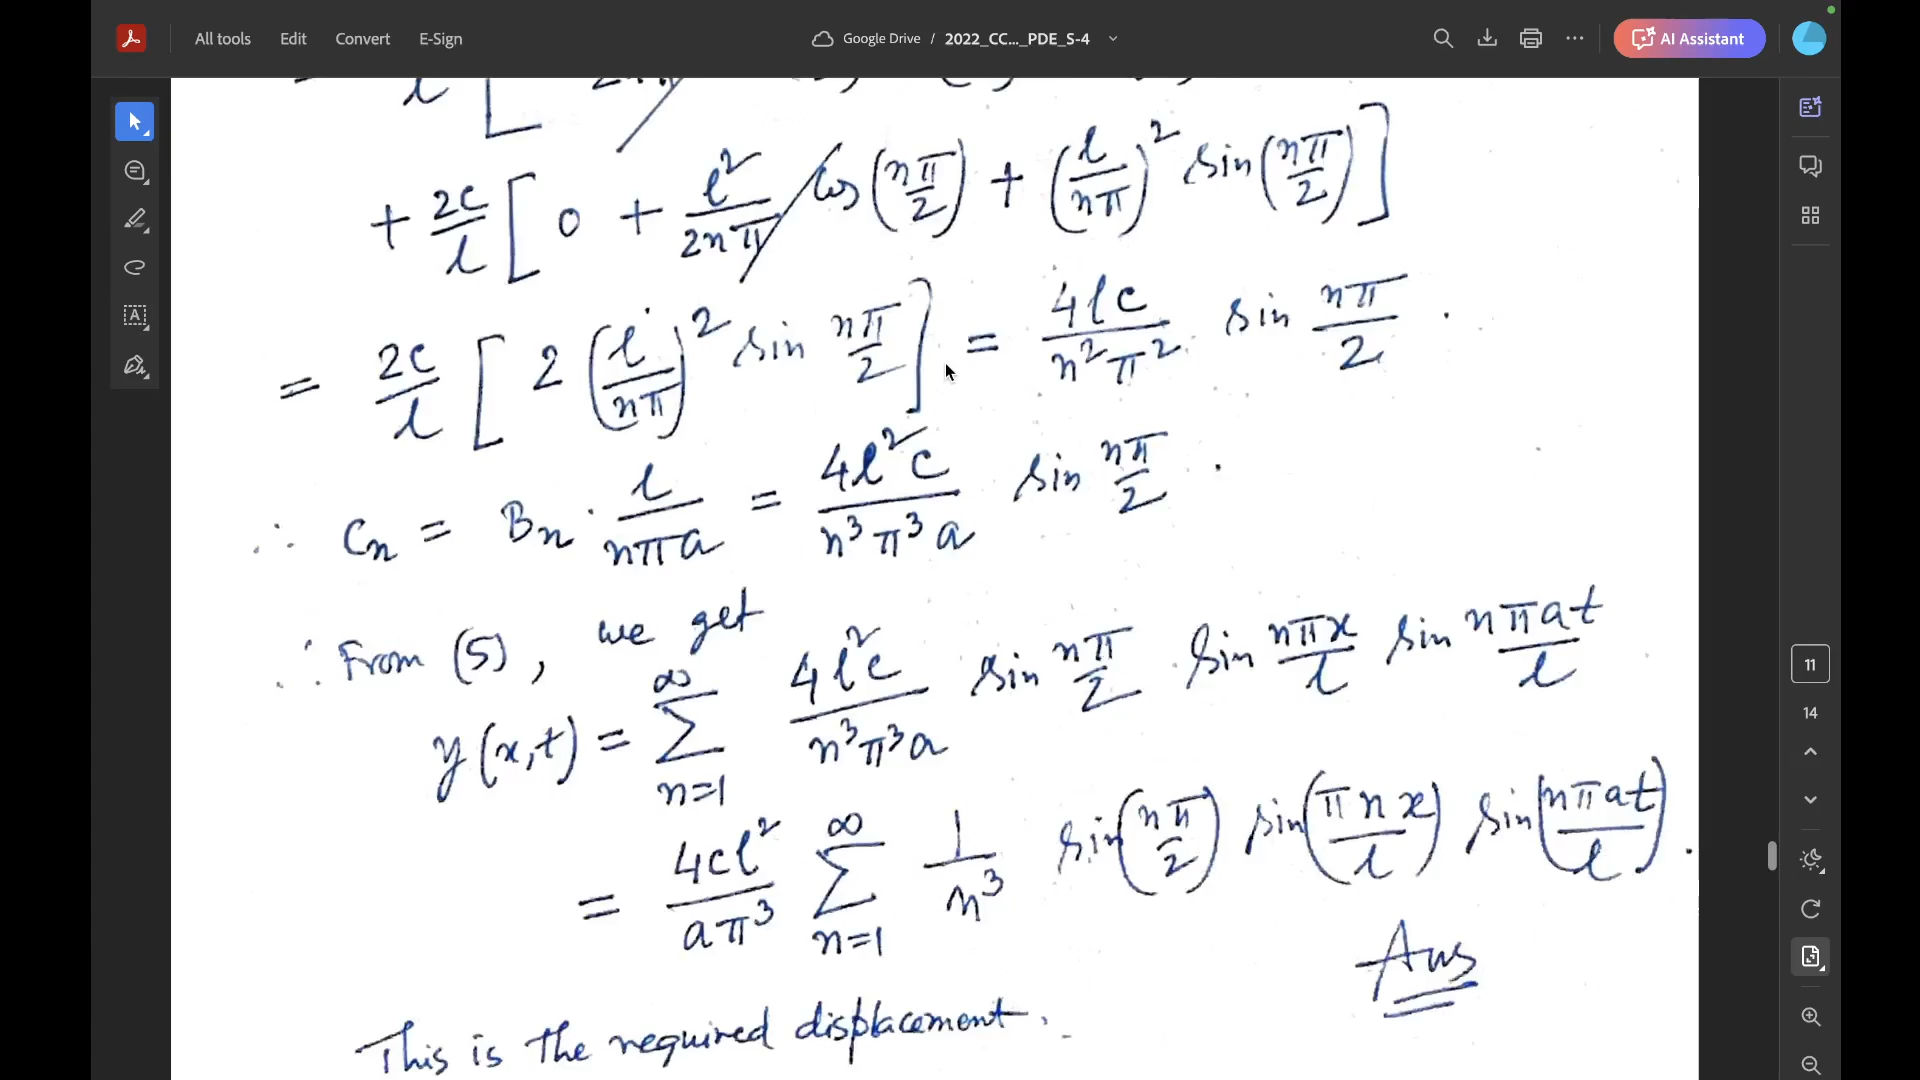 All tools Edit Convert E-Sign Google Drive / 2022_CC..._PDE_S-4 AI Assistant
+ 2c/l [ 0 + l²/2nπ cos(nπ/2) + (l/nπ)² sin(nπ/2) ]
= 2c/l [ 2 (l/nπ)² sin nπ/2 ] = 4lc/n²π² sin nπ/2 .
∴ Cn = Bn · l/nπa = 4l²c/n³π³a sin nπ/2 .
∴ From (5), we get
y(x,t) = ∑_{n=1}^{∞} 4l²c/n³π³a sin nπ/2 . sin nπx/l sin nπat/l
= 4cl²/aπ³ ∑_{n=1}^{∞} 1/n³ sin(nπ/2) sin(πnx/l) sin(nπat/l) .
Ans
This is the required displacement.
11
14